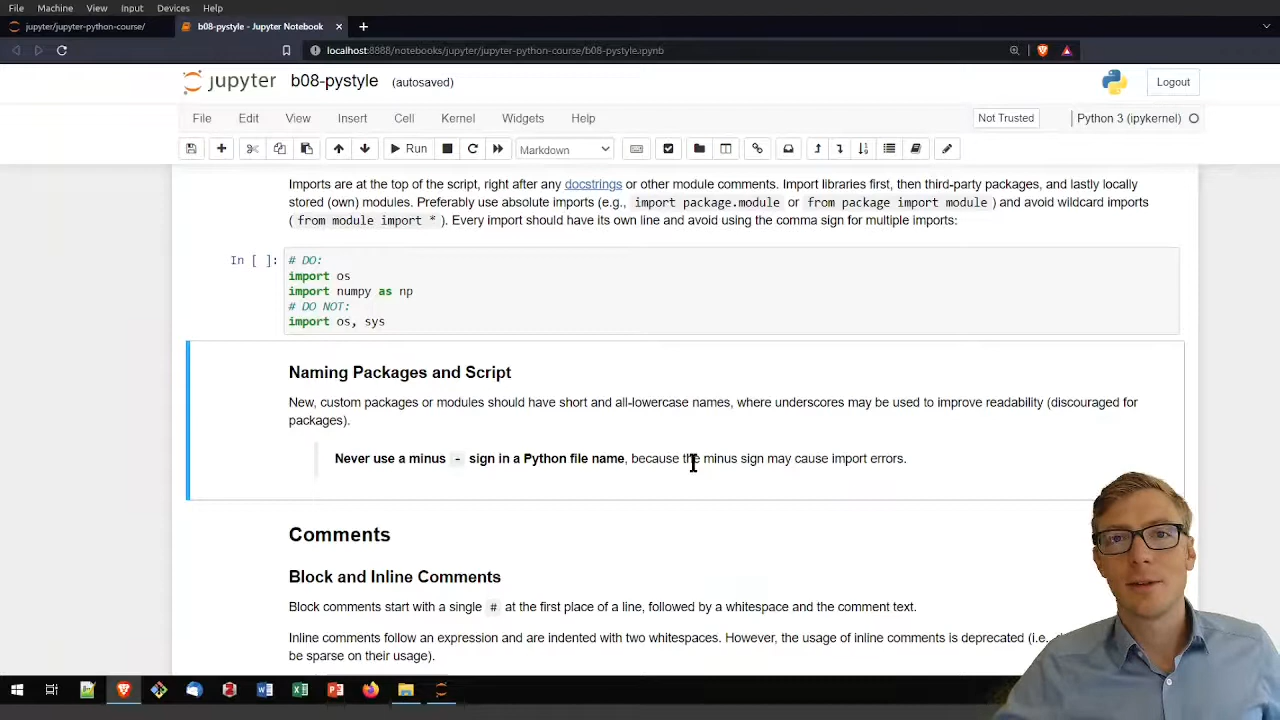 File Machine View Input Devices Help
jupyter/jupyter-python-course/
b08-pystyle - Jupyter Notebook × +
localhost:8888/notebooks/jupyter/jupyter-python-course/b08-pystyle.ipynb
jupyter b08-pystyle (autosaved) Logout
File Edit View Insert Cell Kernel Widgets Help Not Trusted Python 3 (ipykernel)
Run Markdown
Imports are at the top of the script, right after any docstrings or other module comments. Import libraries first, then third-party packages, and lastly locally
stored (own) modules. Preferably use absolute imports (e.g., import package.module or from package import module ) and avoid wildcard imports
( from module import * ). Every import should have its own line and avoid using the comma sign for multiple imports:
In [ ]: # DO:
import os
import numpy as np
# DO NOT:
import os, sys
Naming Packages and Script
New, custom packages or modules should have short and all-lowercase names, where underscores may be used to improve readability (discouraged for
packages).
Never use a minus - sign in a Python file name, because the minus sign may cause import errors.
Comments
Block and Inline Comments
Block comments start with a single # at the first place of a line, followed by a whitespace and the comment text.
Inline comments follow an expression and are indented with two whitespaces. However, the usage of inline comments is deprecated (i.e.,
be sparse on their usage).